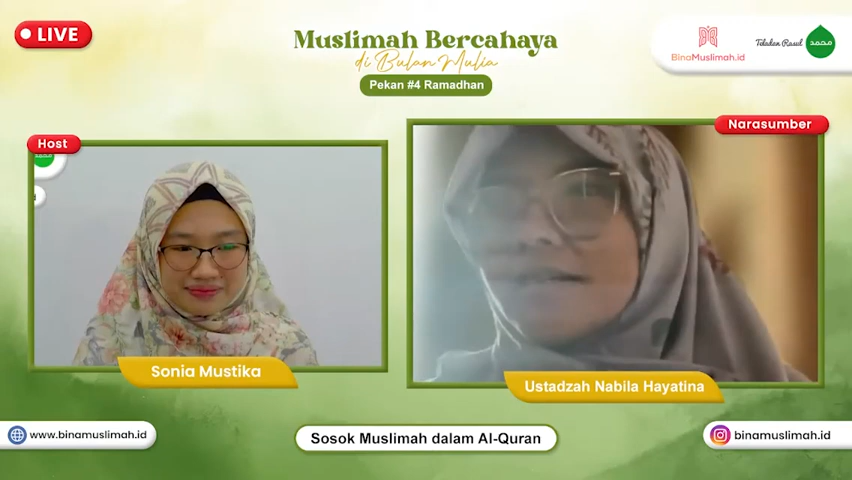 LIVE
Muslimah Bercahaya
di Bulan Mulia
Pekan #4 Ramadhan
BinaMuslimah.id
Teladan Rasul
محمد
Host
Narasumber
Sonia Mustika
Ustadzah Nabila Hayatina
www.binamuslimah.id
Sosok Muslimah dalam Al-Quran
binamuslimah.id